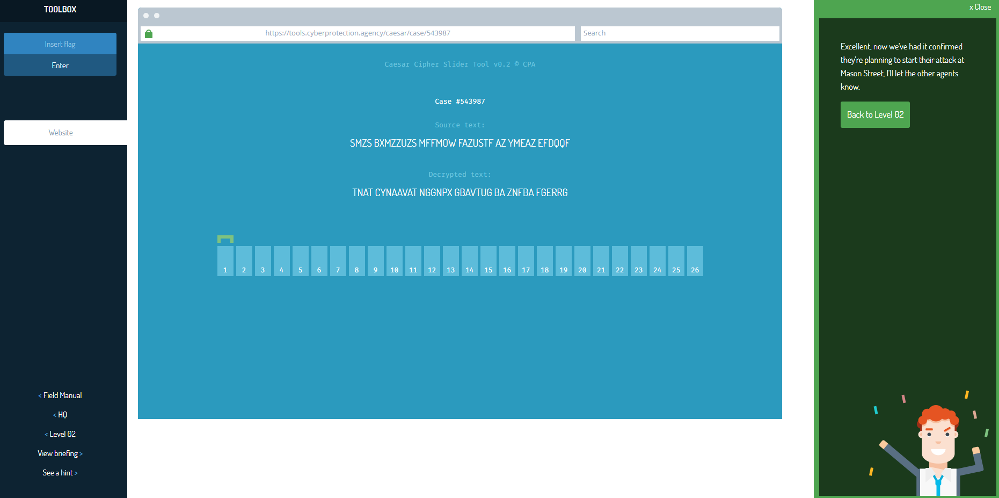 TOOLBOX
Insert flag
Enter
Website
< Field Manual
< HQ
< Level 02
View briefing >
See a hint >
https://tools.cyberprotection.agency/caesar/case/543987
Search
Caesar Cipher Slider Tool v0.2 © CPA
Case #543987
Source text:
SMZS BXMZZUZS MFFMOW FAZUSTF AZ YMEAZ EFDQQF
Decrypted text:
TNAT CYNAAVAT NGGNPX GBAVTUG BA ZNFBA FGERRG
1 2 3 4 5 6 7 8 9 10 11 12 13 14 15 16 17 18 19 20 21 22 23 24 25 26
x Close
Excellent, now we've had it confirmed
they're planning to start their attack at
Mason Street, I'll let the other agents
know.
Back to Level 02